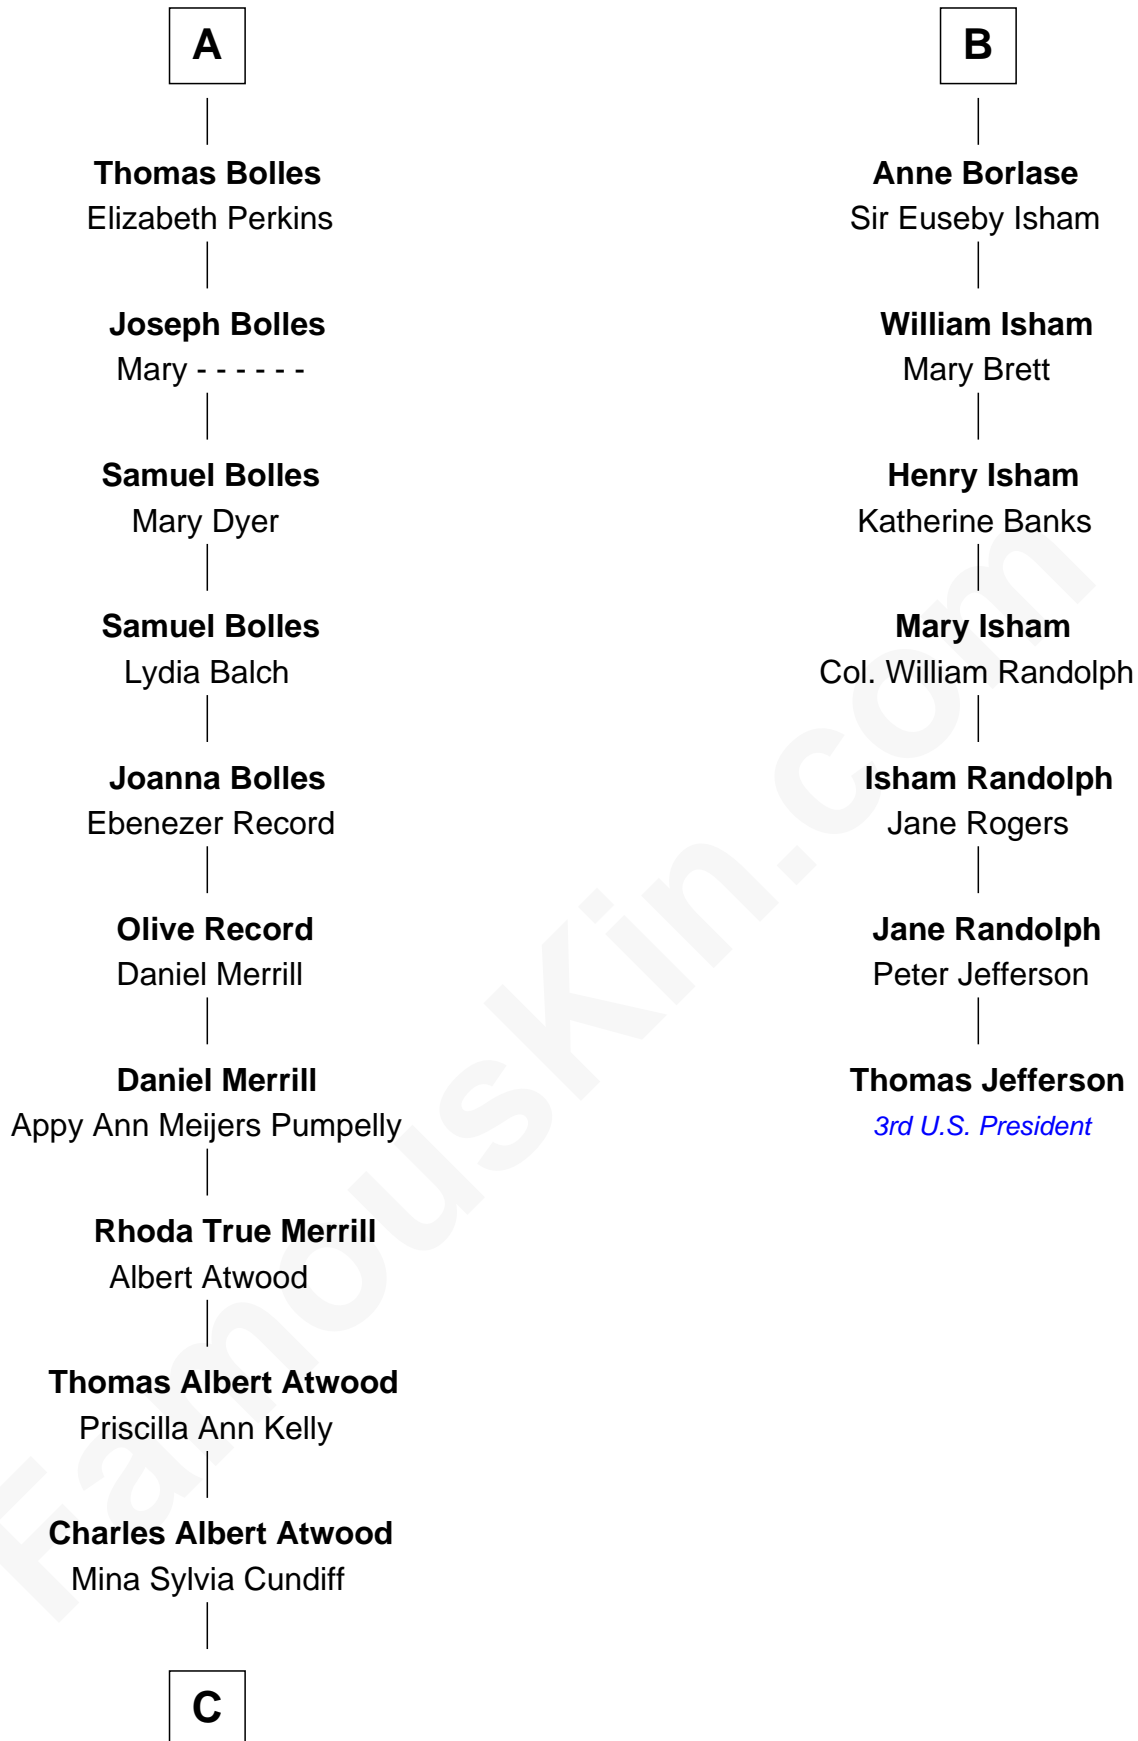 A
Thomas Bolles
Elizabeth Perkins
Joseph Bolles
Mary - - - - - -
Samuel Bolles
Mary Dyer
Samuel Bolles
Lydia Balch
Joanna Bolles
Ebenezer Record
Olive Record
Daniel Merrill
Daniel Merrill
Appy Ann Meijers Pumpelly
Rhoda True Merrill
Albert Atwood
Thomas Albert Atwood
Priscilla Ann Kelly
Charles Albert Atwood
Mina Sylvia Cundiff
C
B
Anne Borlase
Sir Euseby Isham
William Isham
Mary Brett
Henry Isham
Katherine Banks
Mary Isham
Col. William Randolph
Isham Randolph
Jane Rogers
Jane Randolph
Peter Jefferson
Thomas Jefferson
3rd U.S. President
FamousKin.com